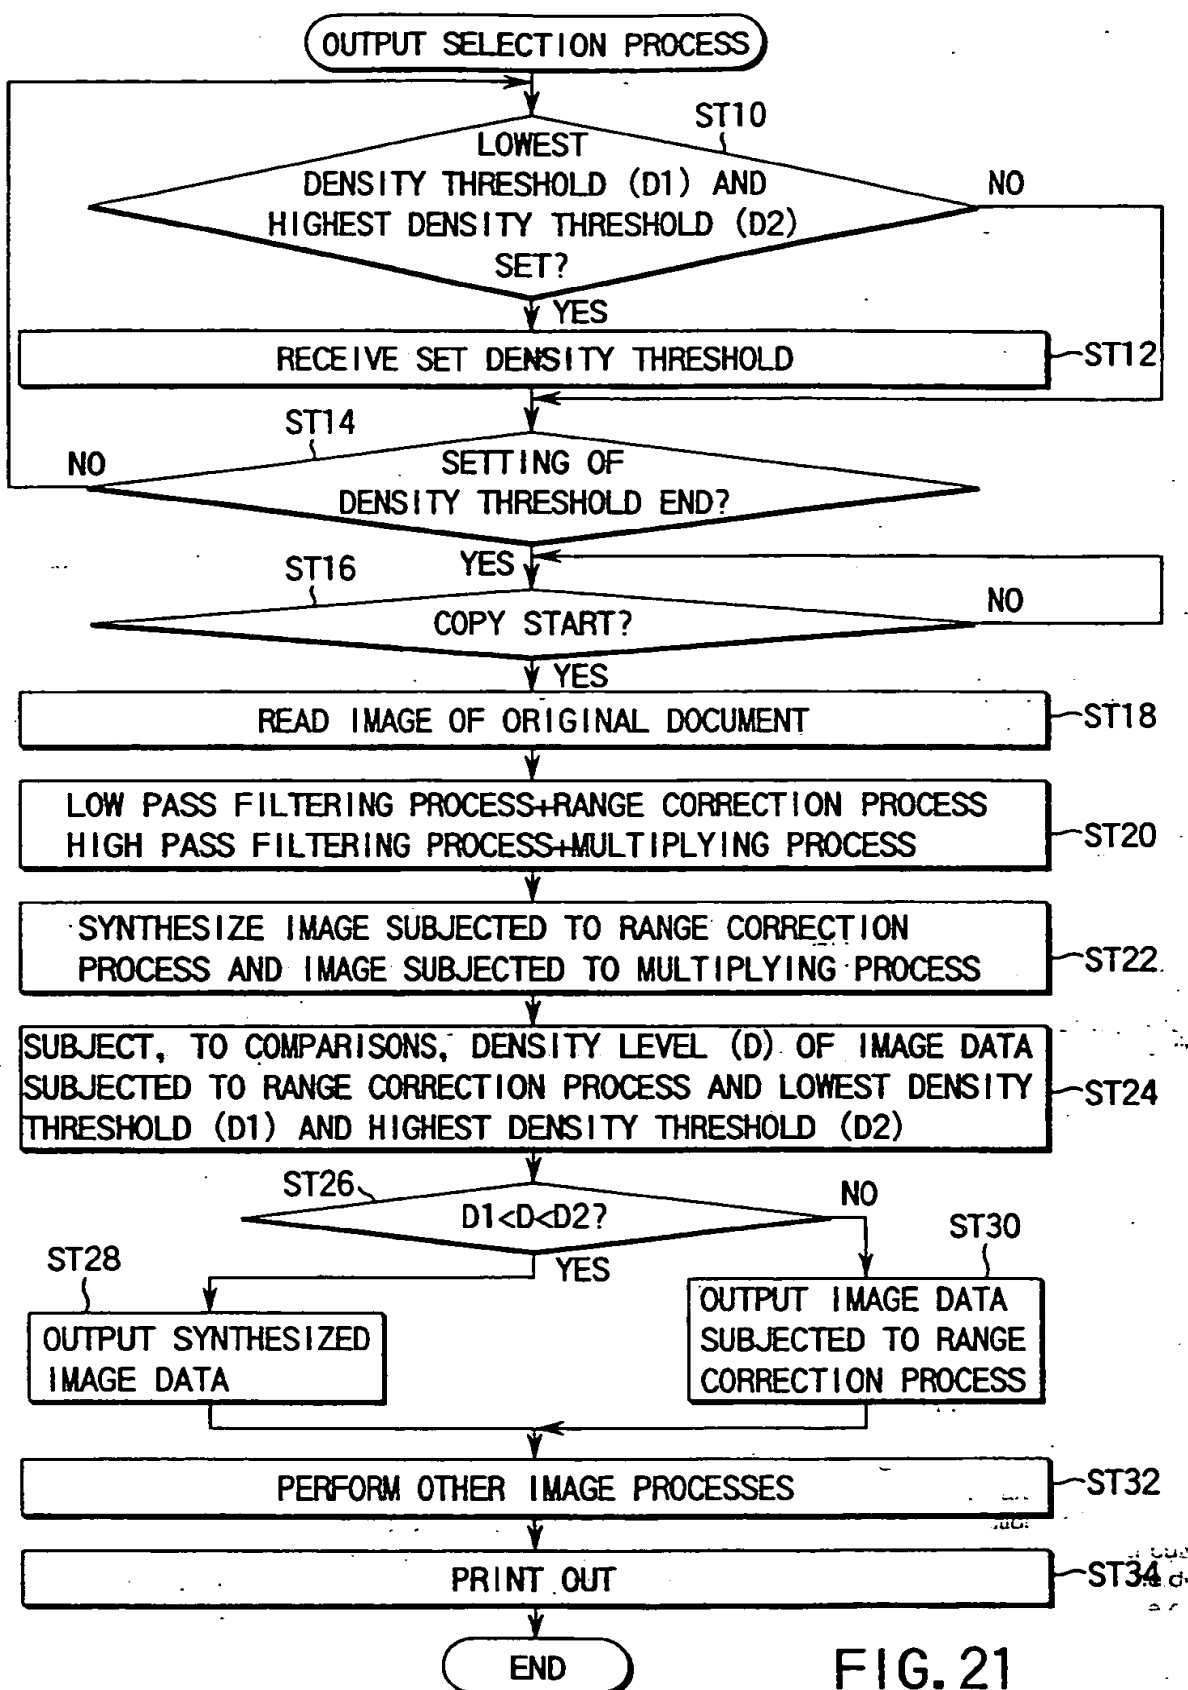 OUTPUT SELECTION PROCESS
ST10
LOWEST
DENSITY THRESHOLD (D1) AND
HIGHEST DENSITY THRESHOLD (D2)
SET?
NO
YES
RECEIVE SET DENSITY THRESHOLD
ST12
ST14
NO
SETTING OF
DENSITY THRESHOLD END?
YES
ST16
COPY START?
NO
YES
READ IMAGE OF ORIGINAL DOCUMENT
ST18
LOW PASS FILTERING PROCESS+RANGE CORRECTION PROCESS
HIGH PASS FILTERING PROCESS+MULTIPLYING PROCESS
ST20
SYNTHESIZE IMAGE SUBJECTED TO RANGE CORRECTION
PROCESS AND IMAGE SUBJECTED TO MULTIPLYING PROCESS
ST22
SUBJECT, TO COMPARISONS, DENSITY LEVEL (D) OF IMAGE DATA
SUBJECTED TO RANGE CORRECTION PROCESS AND LOWEST DENSITY
THRESHOLD (D1) AND HIGHEST DENSITY THRESHOLD (D2)
ST24
ST26
D1<D<D2?
NO
YES
ST28
OUTPUT SYNTHESIZED
IMAGE DATA
ST30
OUTPUT IMAGE DATA
SUBJECTED TO RANGE
CORRECTION PROCESS
PERFORM OTHER IMAGE PROCESSES
ST32
PRINT OUT
ST34
END
FIG. 21